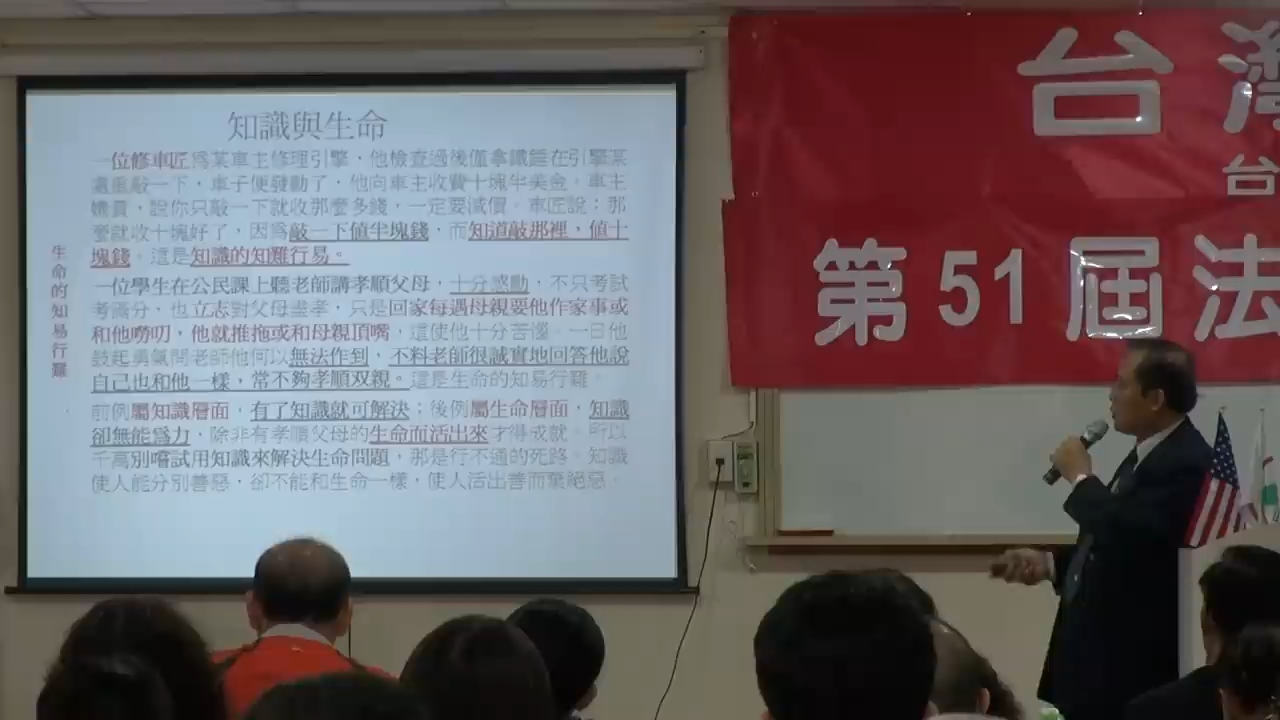 知識與生命
一位修車匠為某車主修理引擎，他檢查過後僅拿鐵錘在引擎某
處重敲一下，車子便發動了，他向車主收費十塊半美金。車主
嫌貴，說你只敲一下就收那麼多錢，一定要減價。車匠說：那
麼就收十塊好了，因為敲一下值半塊錢，而知道敲那裡，值十
塊錢。這是知識的知難行易。
一位學生在公民課上聽老師講孝順父母，十分感動，不只考試
考滿分，也立志對父母盡孝，只是回家每遇母親要他作家事或
和他嘮叨，他就推拖或和母親頂嘴，這使他十分苦惱。一日他
鼓起勇氣問老師他何以無法作到，不料老師很誠實地回答他說
自己也和他一樣，常不夠孝順双親。這是生命的知易行難。
前例屬知識層面，有了知識就可解決；後例屬生命層面，知識
卻無能為力，除非有孝順父母的生命而活出來才得成就。所以
千萬別嚐試用知識來解決生命問題，那是行不通的死路。知識
使人能分別善惡，卻不能和生命一樣，使人活出善而棄絕惡。
生命的知易行難
台灣
台
第51屆法